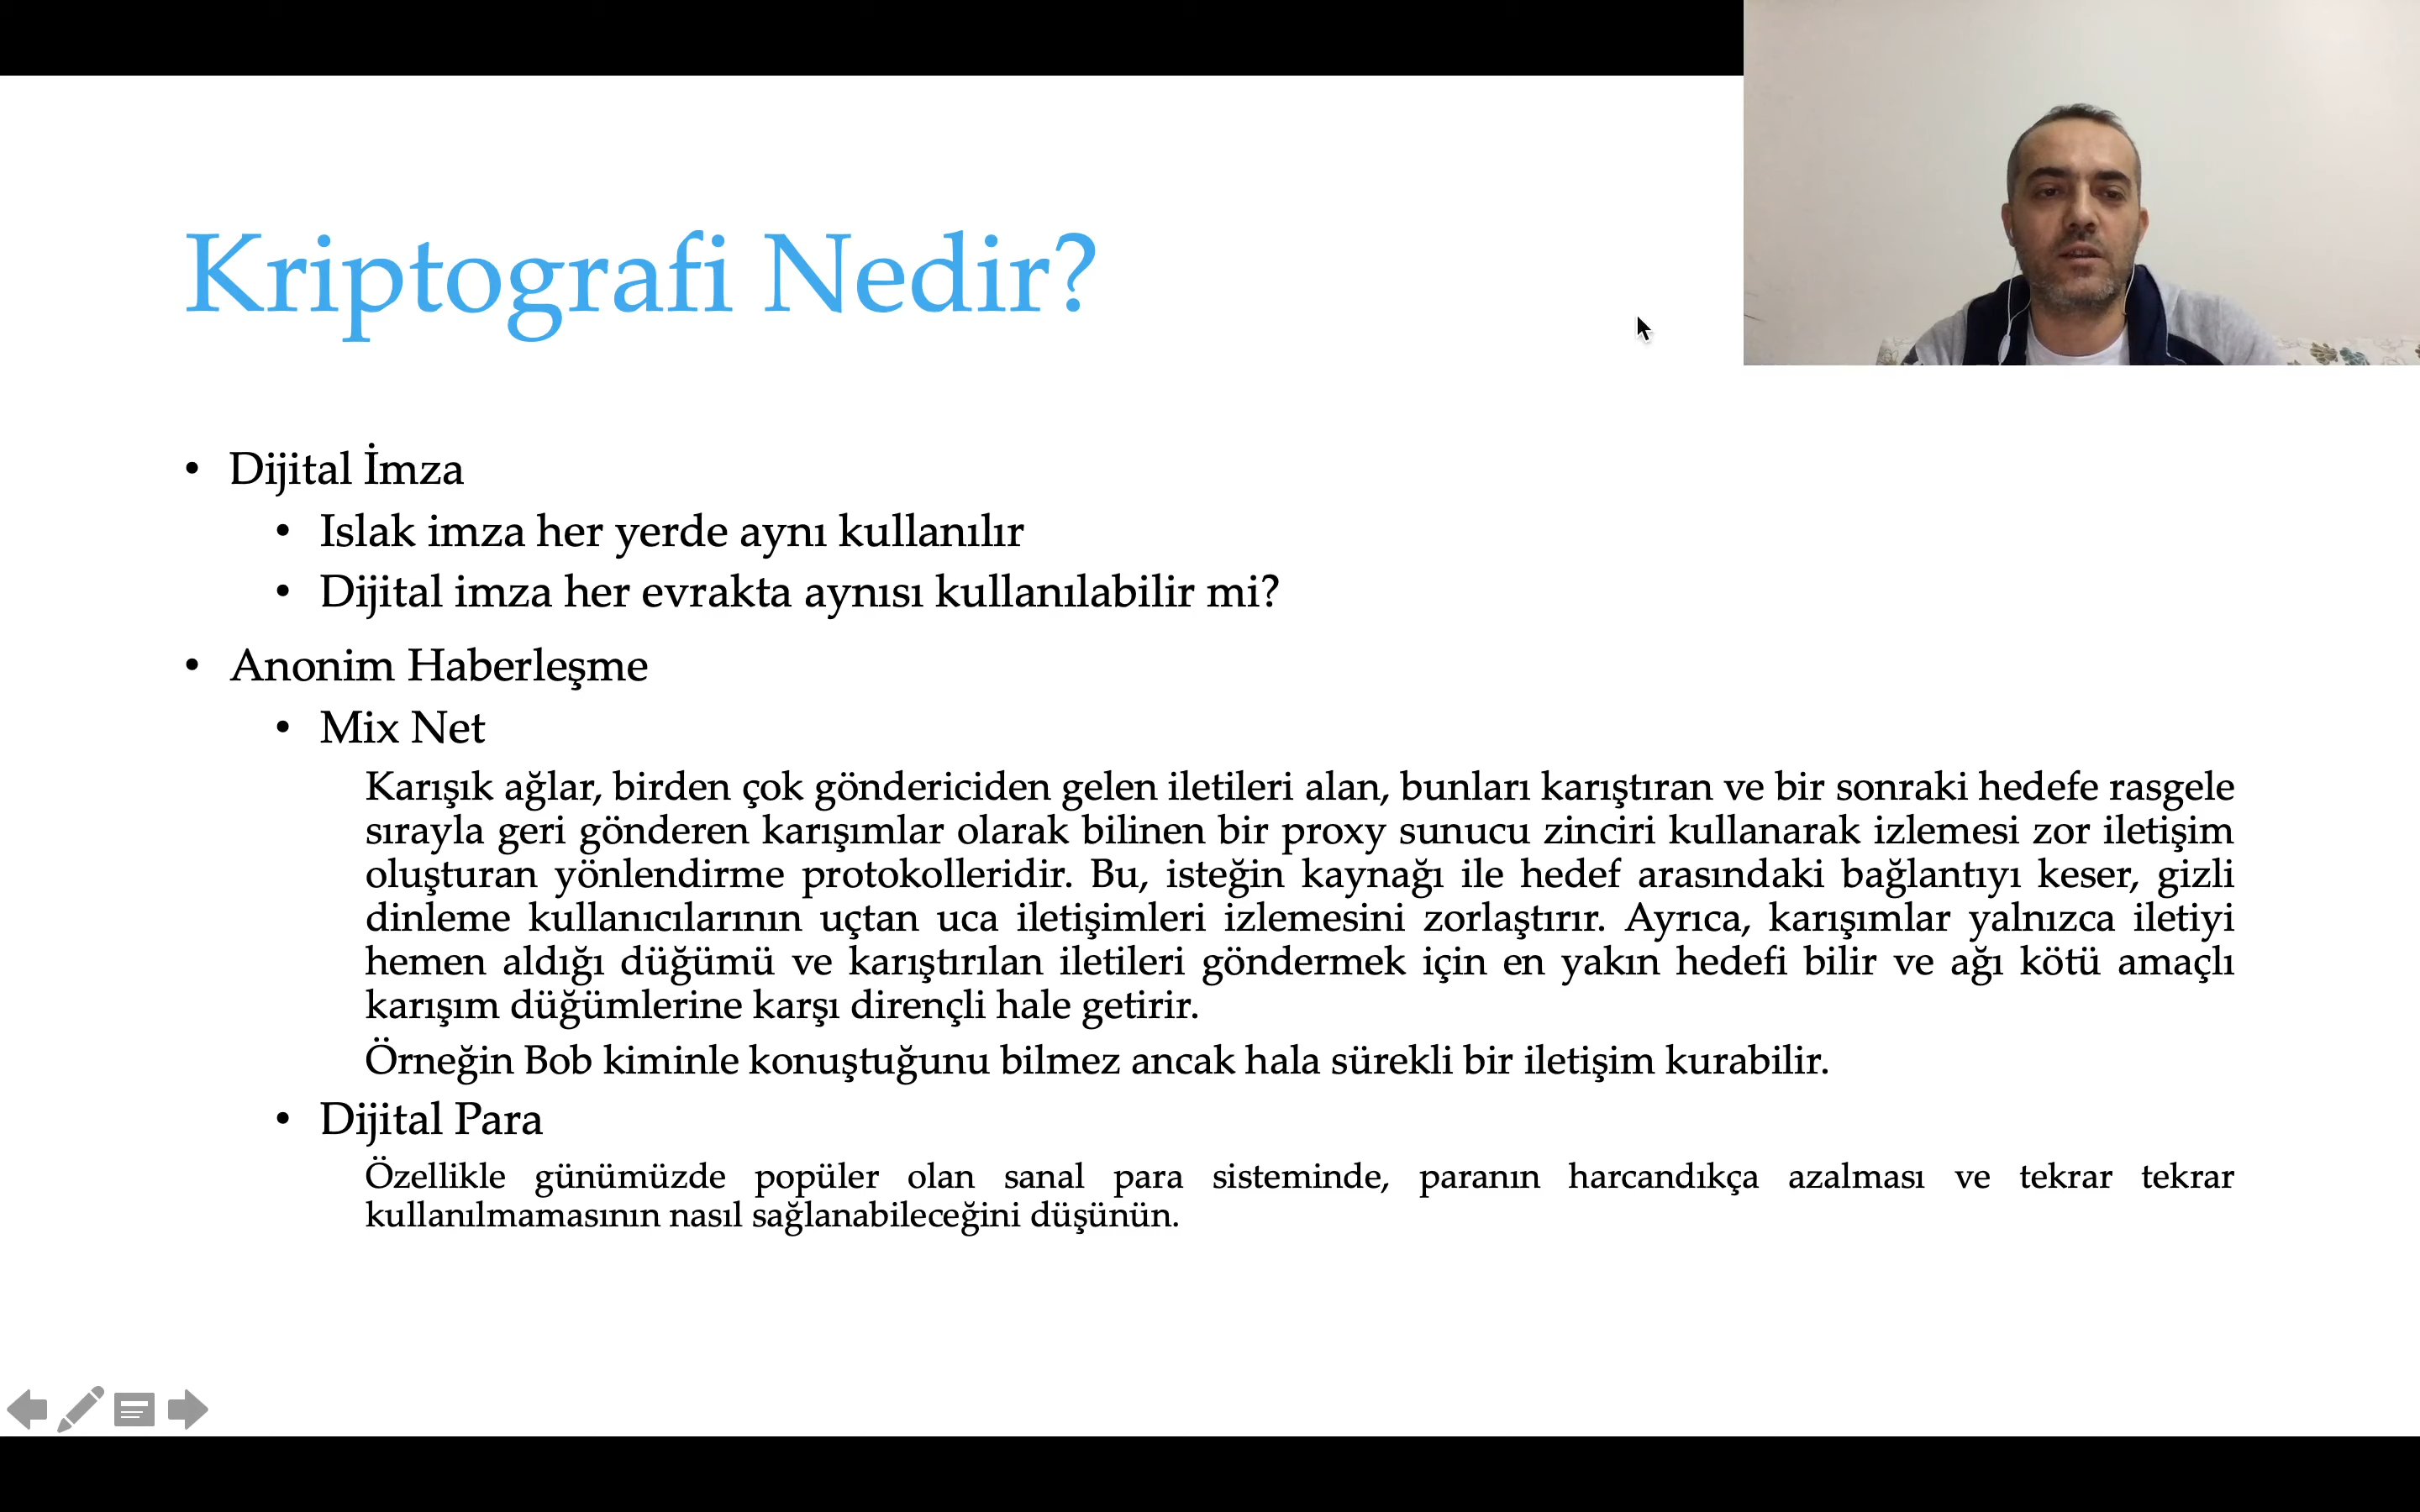 Kriptografi Nedir?
• Dijital İmza
• Islak imza her yerde aynı kullanılır
• Dijital imza her evrakta aynısı kullanılabilir mi?
• Anonim Haberleşme
• Mix Net
Karışık ağlar, birden çok göndericiden gelen iletileri alan, bunları karıştıran ve bir sonraki hedefe rasgele
sırayla geri gönderen karışımlar olarak bilinen bir proxy sunucu zinciri kullanarak izlemesi zor iletişim
oluşturan yönlendirme protokolleridir. Bu, isteğin kaynağı ile hedef arasındaki bağlantıyı keser, gizli
dinleme kullanıcılarının uçtan uca iletişimleri izlemesini zorlaştırır. Ayrıca, karışımlar yalnızca iletiyi
hemen aldığı düğümü ve karıştırılan iletileri göndermek için en yakın hedefi bilir ve ağı kötü amaçlı
karışım düğümlerine karşı dirençli hale getirir.
Örneğin Bob kiminle konuştuğunu bilmez ancak hala sürekli bir iletişim kurabilir.
• Dijital Para
Özellikle günümüzde popüler olan sanal para sisteminde, paranın harcandıkça azalması ve tekrar tekrar
kullanılmamasının nasıl sağlanabileceğini düşünün.